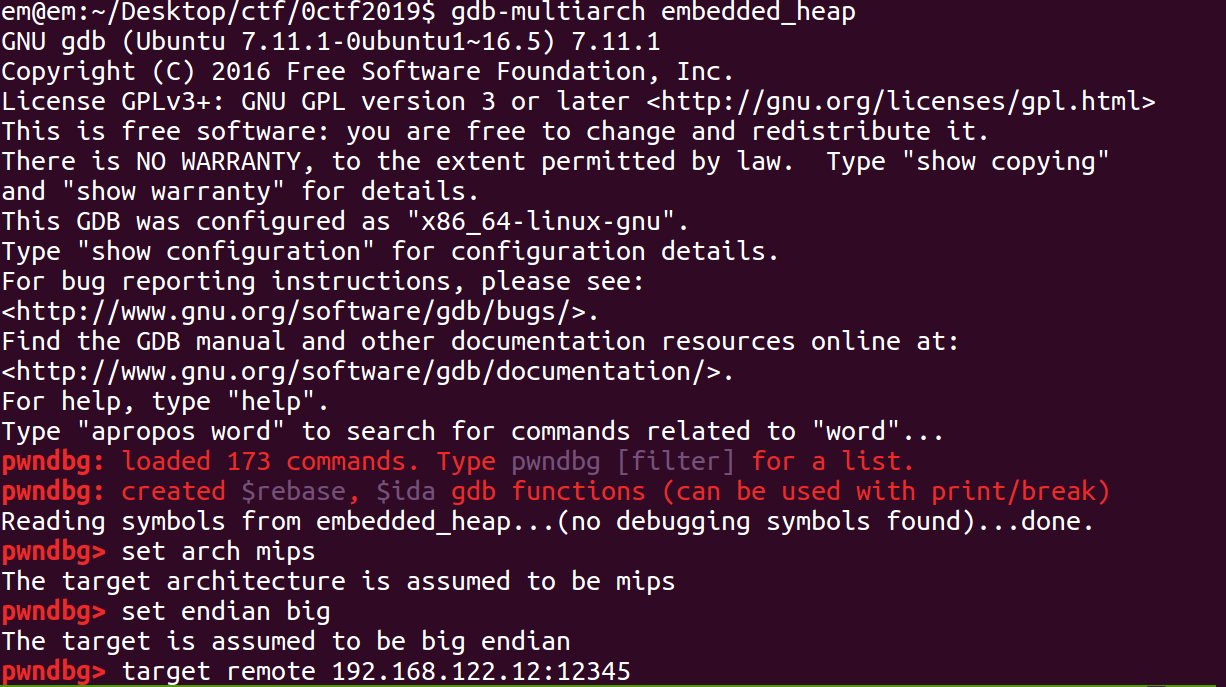 em@em:~/Desktop/ctf/0ctf2019$ gdb-multiarch embedded_heap
GNU gdb (Ubuntu 7.11.1-0ubuntu1~16.5) 7.11.1
Copyright (C) 2016 Free Software Foundation, Inc.
License GPLv3+: GNU GPL version 3 or later <http://gnu.org/licenses/gpl.html>
This is free software: you are free to change and redistribute it.
There is NO WARRANTY, to the extent permitted by law.  Type "show copying"
and "show warranty" for details.
This GDB was configured as "x86_64-linux-gnu".
Type "show configuration" for configuration details.
For bug reporting instructions, please see:
<http://www.gnu.org/software/gdb/bugs/>.
Find the GDB manual and other documentation resources online at:
<http://www.gnu.org/software/gdb/documentation/>.
For help, type "help".
Type "apropos word" to search for commands related to "word"...
pwndbg: loaded 173 commands. Type pwndbg [filter] for a list.
pwndbg: created $rebase, $ida gdb functions (can be used with print/break)
Reading symbols from embedded_heap...(no debugging symbols found)...done.
pwndbg> set arch mips
The target architecture is assumed to be mips
pwndbg> set endian big
The target is assumed to be big endian
pwndbg> target remote 192.168.122.12:12345